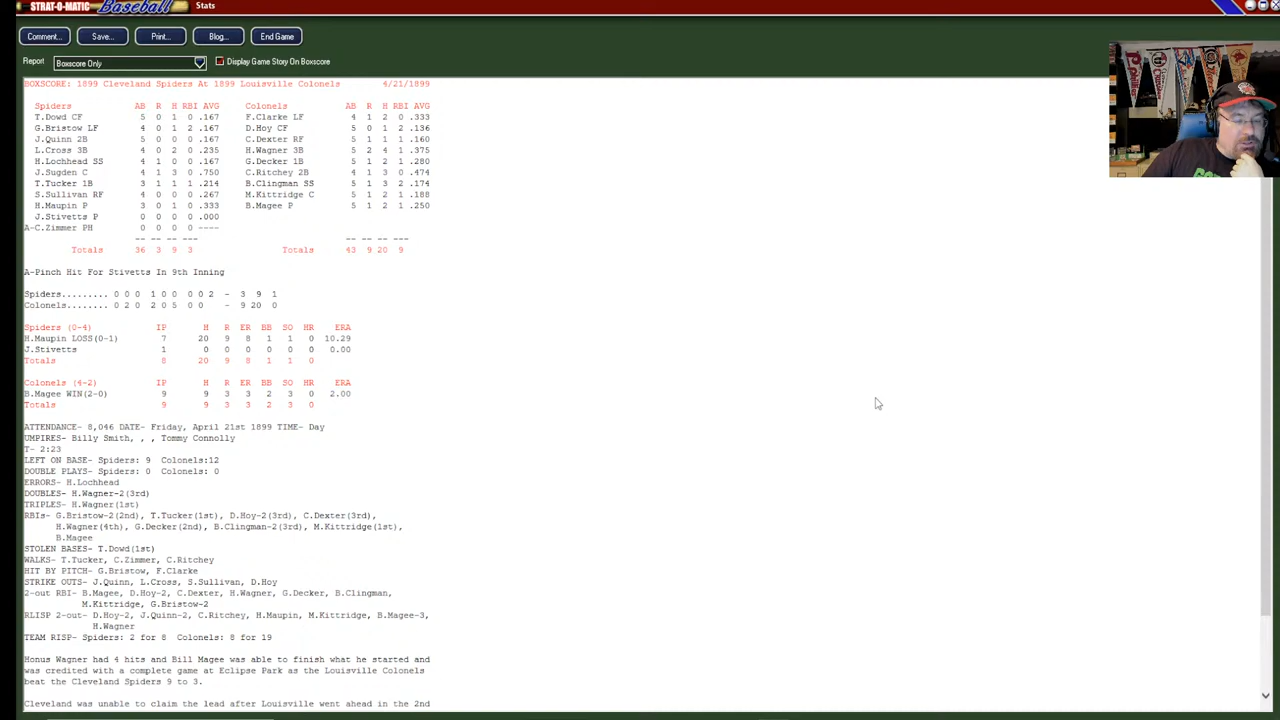 STRAT-O-MATIC Baseball Stats
Comment... Save... Print... Blog... End Game
Report Boxscore Only Display Game Story On Boxscore
BOXSCORE: 1899 Cleveland Spiders At 1899 Louisville Colonels 4/21/1899
Spiders AB R H RBI AVG Colonels AB R H RBI AVG
T.Dowd CF 5 0 1 0 .167 F.Clarke LF 4 1 2 0 .333
G.Bristow LF 4 0 1 2 .167 D.Hoy CF 5 0 1 2 .136
J.Quinn 2B 5 0 0 0 .167 C.Dexter RF 5 1 1 1 .160
L.Cross 3B 4 0 2 0 .235 H.Wagner 3B 5 2 4 1 .375
H.Lochhead SS 4 1 0 0 .167 G.Decker 1B 5 1 2 1 .280
J.Sugden C 4 1 3 0 .750 C.Ritchey 2B 4 1 3 0 .474
T.Tucker 1B 3 1 1 1 .214 B.Clingman SS 5 1 3 2 .174
S.Sullivan RF 4 0 0 0 .267 M.Kittridge C 5 1 2 1 .188
H.Maupin P 3 0 1 0 .333 B.Magee P 5 1 2 1 .250
J.Stivetts P 0 0 0 0 .000
A-C.Zimmer PH 0 0 0 0 ----
-- -- -- --- -- -- -- ---
Totals 36 3 9 3 Totals 43 9 20 9
A-Pinch Hit For Stivetts In 9th Inning
Spiders......... 0 0 0 1 0 0 0 0 2 - 3 9 1
Colonels........ 0 2 0 2 0 5 0 0 - 9 20 0
Spiders (0-4) IP H R ER BB SO HR ERA
H.Maupin LOSS(0-1) 7 20 9 8 1 1 0 10.29
J.Stivetts 1 0 0 0 0 0 0 0.00
Totals 8 20 9 8 1 1 0
Colonels (4-2) IP H R ER BB SO HR ERA
B.Magee WIN(2-0) 9 9 3 3 2 3 0 2.00
Totals 9 9 3 3 2 3 0
ATTENDANCE- 8,046 DATE- Friday, April 21st 1899 TIME- Day
UMPIRES- Billy Smith, , , Tommy Connolly
T- 2:23
LEFT ON BASE- Spiders: 9 Colonels:12
DOUBLE PLAYS- Spiders: 0 Colonels: 0
ERRORS- H.Lochhead
DOUBLES- H.Wagner-2(3rd)
TRIPLES- H.Wagner(1st)
RBIs- G.Bristow-2(2nd), T.Tucker(1st), D.Hoy-2(3rd), C.Dexter(3rd),
H.Wagner(4th), G.Decker(2nd), B.Clingman-2(3rd), M.Kittridge(1st),
B.Magee
STOLEN BASES- T.Dowd(1st)
WALKS- T.Tucker, C.Zimmer, C.Ritchey
HIT BY PITCH- G.Bristow, F.Clarke
STRIKE OUTS- J.Quinn, L.Cross, S.Sullivan, D.Hoy
2-out RBI- B.Magee, D.Hoy-2, C.Dexter, H.Wagner, G.Decker, B.Clingman,
M.Kittridge, G.Bristow-2
RLISP 2-out- D.Hoy-2, J.Quinn-2, C.Ritchey, H.Maupin, M.Kittridge, B.Magee-3,
H.Wagner
TEAM RISP- Spiders: 2 for 8 Colonels: 8 for 19
Honus Wagner had 4 hits and Bill Magee was able to finish what he started and
was credited with a complete game at Eclipse Park as the Louisville Colonels
beat the Cleveland Spiders 9 to 3.
Cleveland was unable to claim the lead after Louisville went ahead in the 2nd